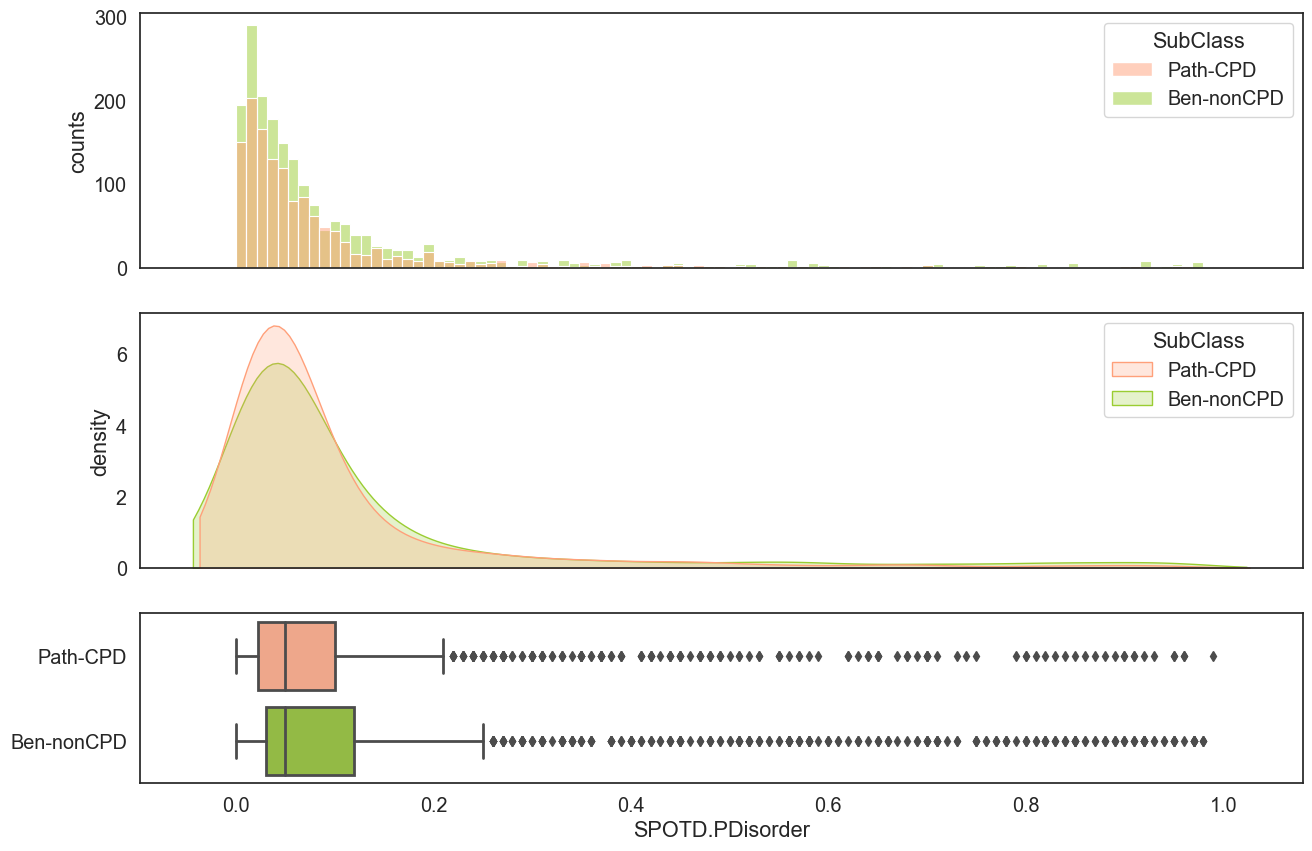 300
200
100
0
counts
SubClass
Path-CPD
Ben-nonCPD
6
4
2
0
density
SubClass
Path-CPD
Ben-nonCPD
Path-CPD
Ben-nonCPD
0.0 0.2 0.4 0.6 0.8 1.0
SPOTD.PDisorder